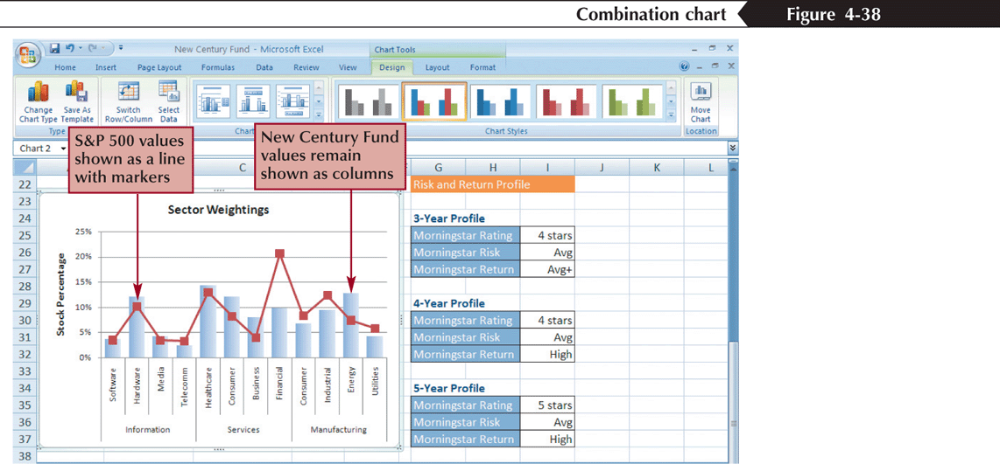 Combination chart Figure 4-38
New Century Fund - Microsoft Excel Chart Tools
Home Insert Page Layout Formulas Data Review View Design Layout Format
Change Chart Type
Save As Template
Switch Row/Column
Select Data
Move Chart
Type
Chart Styles
Location
Chart 2
S&P 500 values
shown as a line
with markers
New Century Fund
values remain
shown as columns
C G H I J K L
22 Risk and Return Profile
23
24 3-Year Profile
25 Morningstar Rating 4 stars
26 Morningstar Risk Avg
27 Morningstar Return Avg+
28
29 4-Year Profile
30 Morningstar Rating 4 stars
31 Morningstar Risk Avg
32 Morningstar Return High
33
34 5-Year Profile
35 Morningstar Rating 5 stars
36 Morningstar Risk Avg
37 Morningstar Return High
38
Sector Weightings
Stock Percentage
25%
20%
15%
10%
5%
0%
Software
Hardware
Media
Telecomm
Healthcare
Consumer
Business
Financial
Consumer
Industrial
Energy
Utilities
Information Services Manufacturing